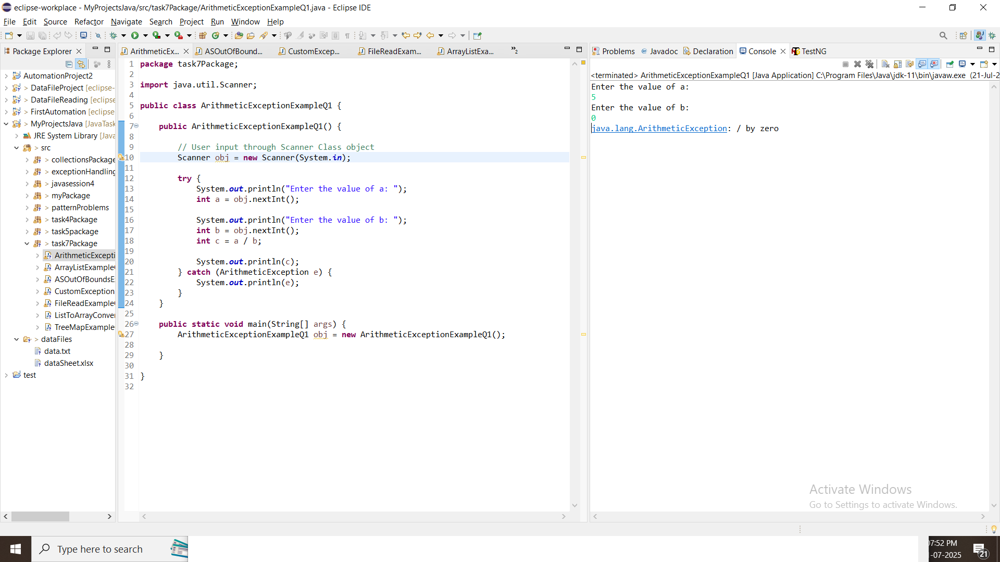 eclipse-workplace - MyProjectsJava/src/task7Package/ArithmeticExceptionExampleQ1.java - Eclipse IDE
File Edit Source Refactor Navigate Search Project Run Window Help
Package Explorer
AutomationProject2
> DataFileProject [eclipse-
> DataFileReading [eclipse
> FirstAutomation [eclipse
> MyProjectsJava [JavaTask
JRE System Library [Java
> src
> collectionsPackage
> exceptionHandling
> javasession4
> myPackage
> patternProblems
> task4Package
> task5package
> task7Package
ArithmeticExcepti
ArrayListExample
ASOutOfBoundsE
CustomException
FileReadExample
ListToArrayConver
TreeMapExample
> dataFiles
data.txt
dataSheet.xlsx
test
ArithmeticEx... ASOutOfBound... CustomExcep... FileReadExam... ArrayListExa... »2
1 package task7Package;
2
3 import java.util.Scanner;
4
5 public class ArithmeticExceptionExampleQ1 {
6
7 public ArithmeticExceptionExampleQ1() {
8
9 // User input through Scanner Class object
10 Scanner obj = new Scanner(System.in);
11
12 try {
13 System.out.println("Enter the value of a: ");
14 int a = obj.nextInt();
15
16 System.out.println("Enter the value of b: ");
17 int b = obj.nextInt();
18 int c = a / b;
19
20 System.out.println(c);
21 } catch (ArithmeticException e) {
22 System.out.println(e);
23 }
24 }
25
26 public static void main(String[] args) {
27 ArithmeticExceptionExampleQ1 obj = new ArithmeticExceptionExampleQ1();
28
29 }
30
31 }
32
Problems @ Javadoc Declaration Console TestNG
<terminated> ArithmeticExceptionExampleQ1 [Java Application] C:\Program Files\Java\jdk-11\bin\javaw.exe (21-Jul-2
Enter the value of a:
5
Enter the value of b:
0
java.lang.ArithmeticException: / by zero
Activate Windows
Go to Settings to activate Windows.
Type here to search
7:52 PM
-07-2025
21